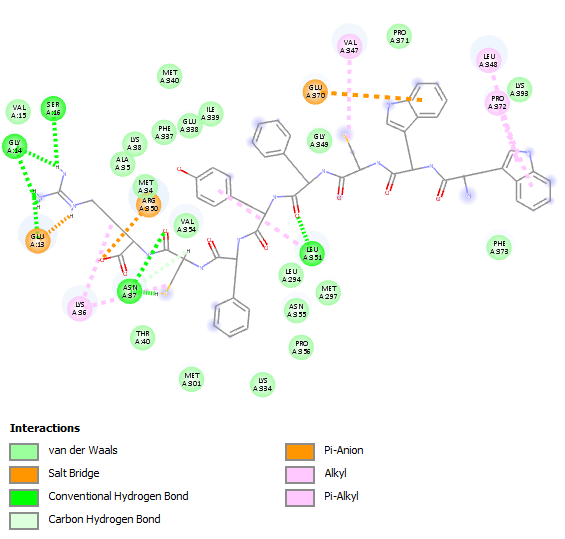 VAL
A:347
PRO
A:371
LEU
A:348
MET
A:340
GLU
A:370
LYS
A:393
PRO
A:372
VAL
A:15
SER
A:16
ILE
A:339
GLU
A:338
PHE
A:337
LYS
A:38
GLY
A:349
GLY
A:14
ALA
A:35
MET
A:34
ARG
A:350
VAL
A:354
GLU
A:13
LEU
A:351
PHE
A:373
LEU
A:294
ASN
A:37
MET
A:297
LYS
A:36
ASN
A:355
THR
A:40
PRO
A:356
MET
A:301
LYS
A:334
Interactions
van der Waals
Salt Bridge
Conventional Hydrogen Bond
Carbon Hydrogen Bond
Pi-Anion
Alkyl
Pi-Alkyl